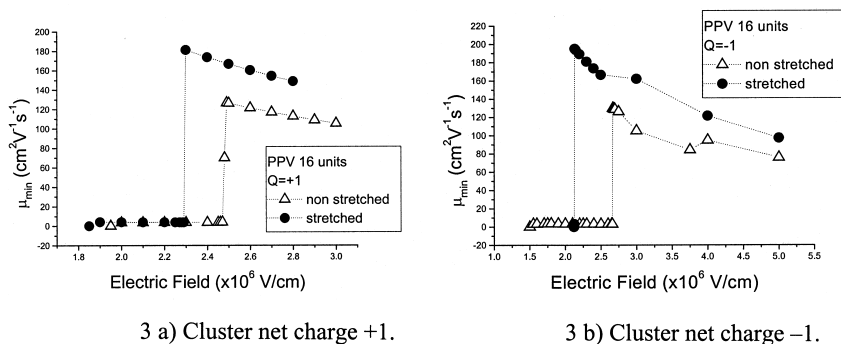 200
180
160
140
120
100
80
60
40
20
0
-20
μmin (cm²V⁻¹s⁻¹)
1.8 2.0 2.2 2.4 2.6 2.8 3.0
Electric Field (x10⁶ V/cm)
PPV 16 units
Q=+1
non stretched
stretched
3 a) Cluster net charge +1.
220
200
180
160
140
120
100
80
60
40
20
0
-20
μmin (cm²V⁻¹s⁻¹)
1.0 1.5 2.0 2.5 3.0 3.5 4.0 4.5 5.0 5.5
Electric Field (x10⁶ V/cm)
PPV 16 units
Q=-1
non stretched
stretched
3 b) Cluster net charge –1.